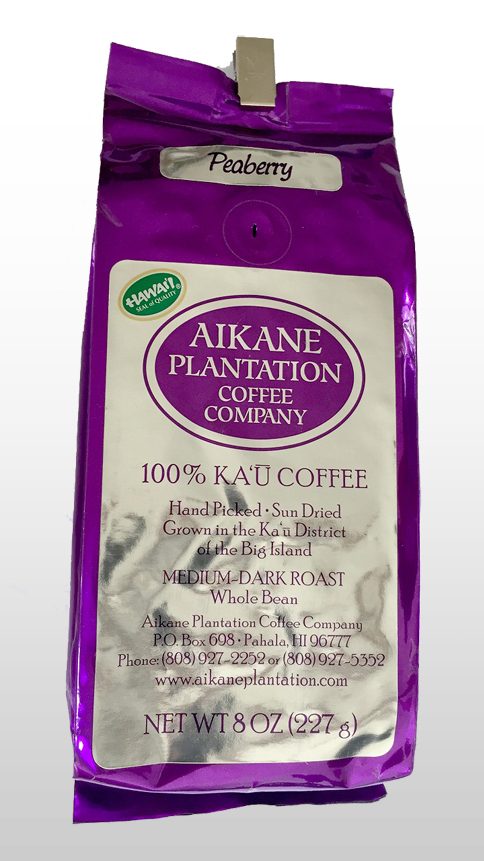 Peaberry
HAWAI'I
SEAL of QUALITY®
AIKANE
PLANTATION
COFFEE
COMPANY
100% KA'Ū COFFEE
Hand Picked • Sun Dried
Grown in the Ka'ū District
of the Big Island
MEDIUM-DARK ROAST
Whole Bean
Aikane Plantation Coffee Company
P.O. Box 698 • Pahala, HI 96777
Phone: (808) 927-2252 or (808) 927-5352
www.aikaneplantation.com
NET WT 8 OZ (227 g)